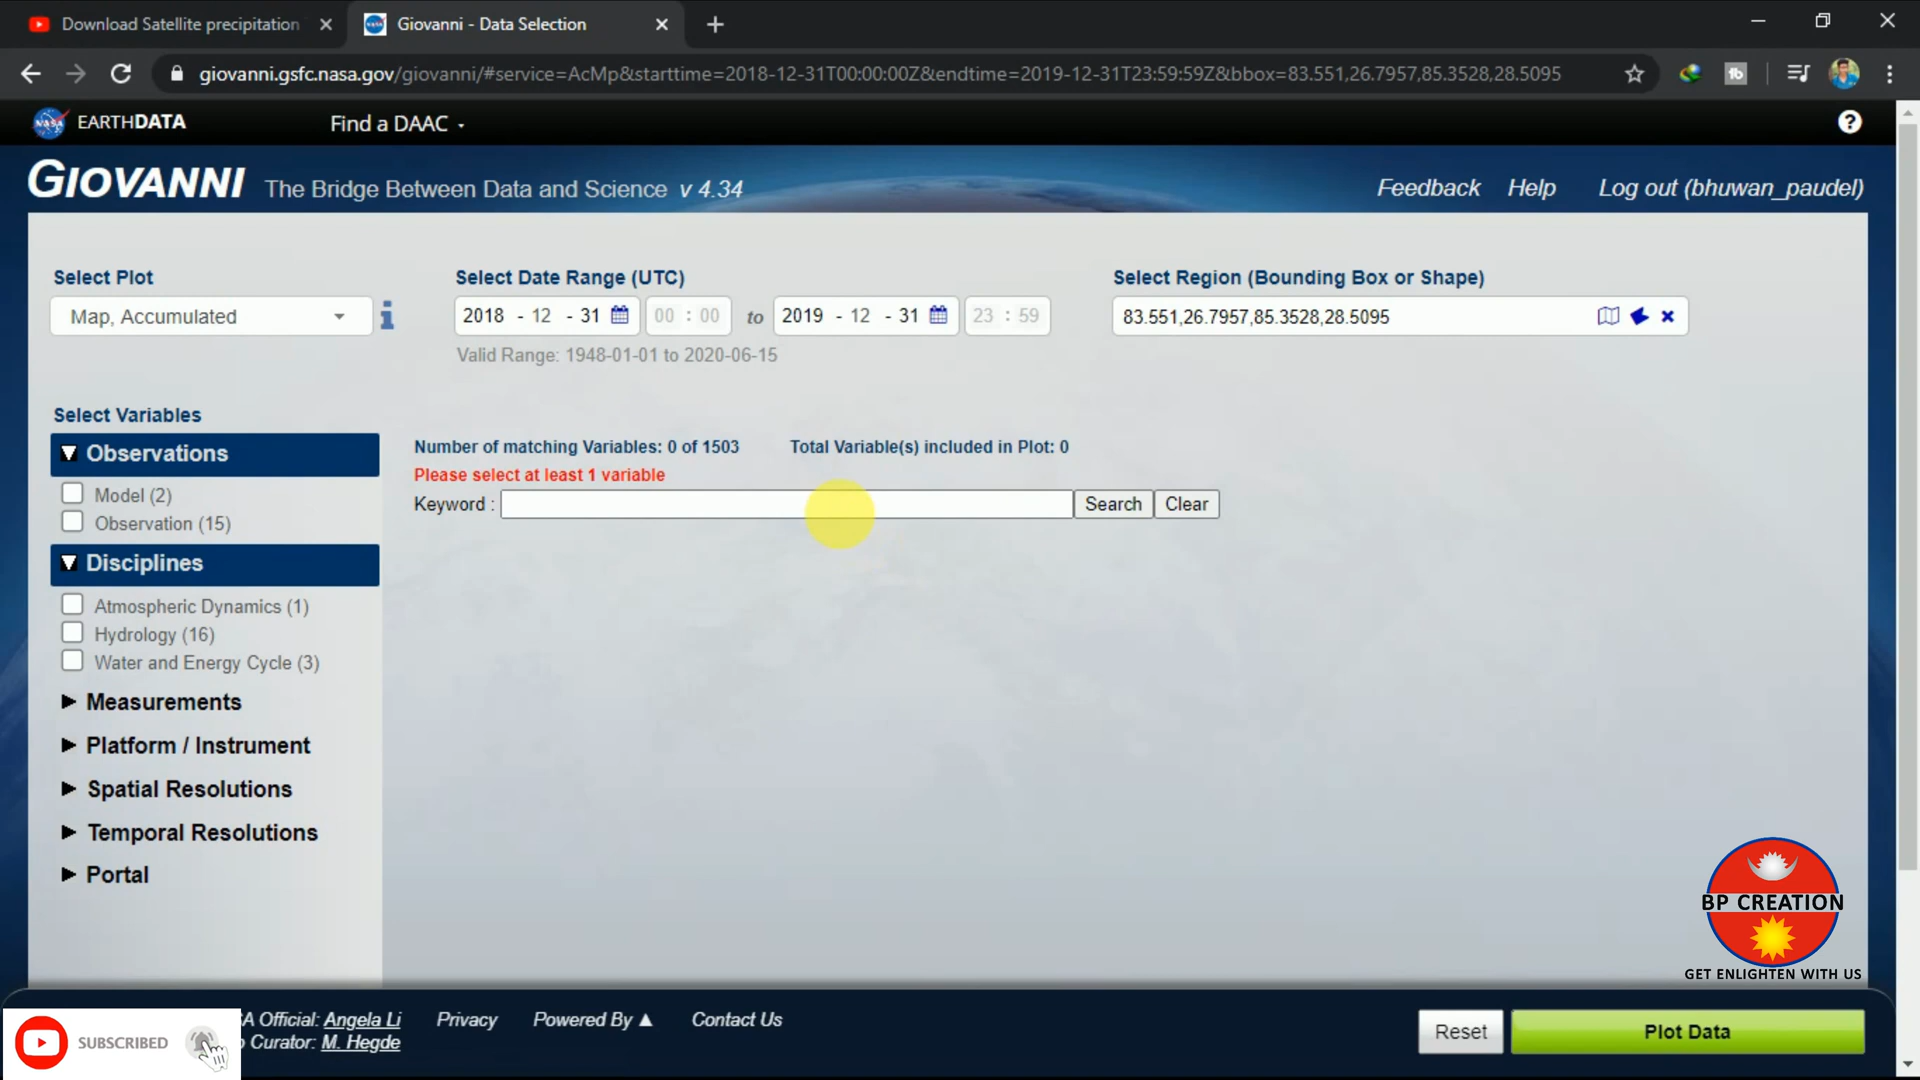 Download Satellite precipitation
Giovanni - Data Selection
giovanni.gsfc.nasa.gov/giovanni/#service=AcMp&starttime=2018-12-31T00:00:00Z&endtime=2019-12-31T23:59:59Z&bbox=83.551,26.7957,85.3528,28.5095
EARTHDATA
Find a DAAC
GIOVANNI The Bridge Between Data and Science v 4.34
Feedback Help Log out (bhuwan_paudel)
Select Plot
Select Date Range (UTC)
Select Region (Bounding Box or Shape)
Map, Accumulated
2018 - 12 - 31 00 : 00 to 2019 - 12 - 31 23 : 59
83.551,26.7957,85.3528,28.5095
Valid Range: 1948-01-01 to 2020-06-15
Select Variables
Observations
Model (2)
Observation (15)
Disciplines
Atmospheric Dynamics (1)
Hydrology (16)
Water and Energy Cycle (3)
Measurements
Platform / Instrument
Spatial Resolutions
Temporal Resolutions
Portal
Number of matching Variables: 0 of 1503 Total Variable(s) included in Plot: 0
Please select at least 1 variable
Keyword : Search Clear
BP CREATION
GET ENLIGHTEN WITH US
SUBSCRIBED
A Official: Angela Li
Curator: M. Hegde
Privacy
Powered By ▲
Contact Us
Reset
Plot Data